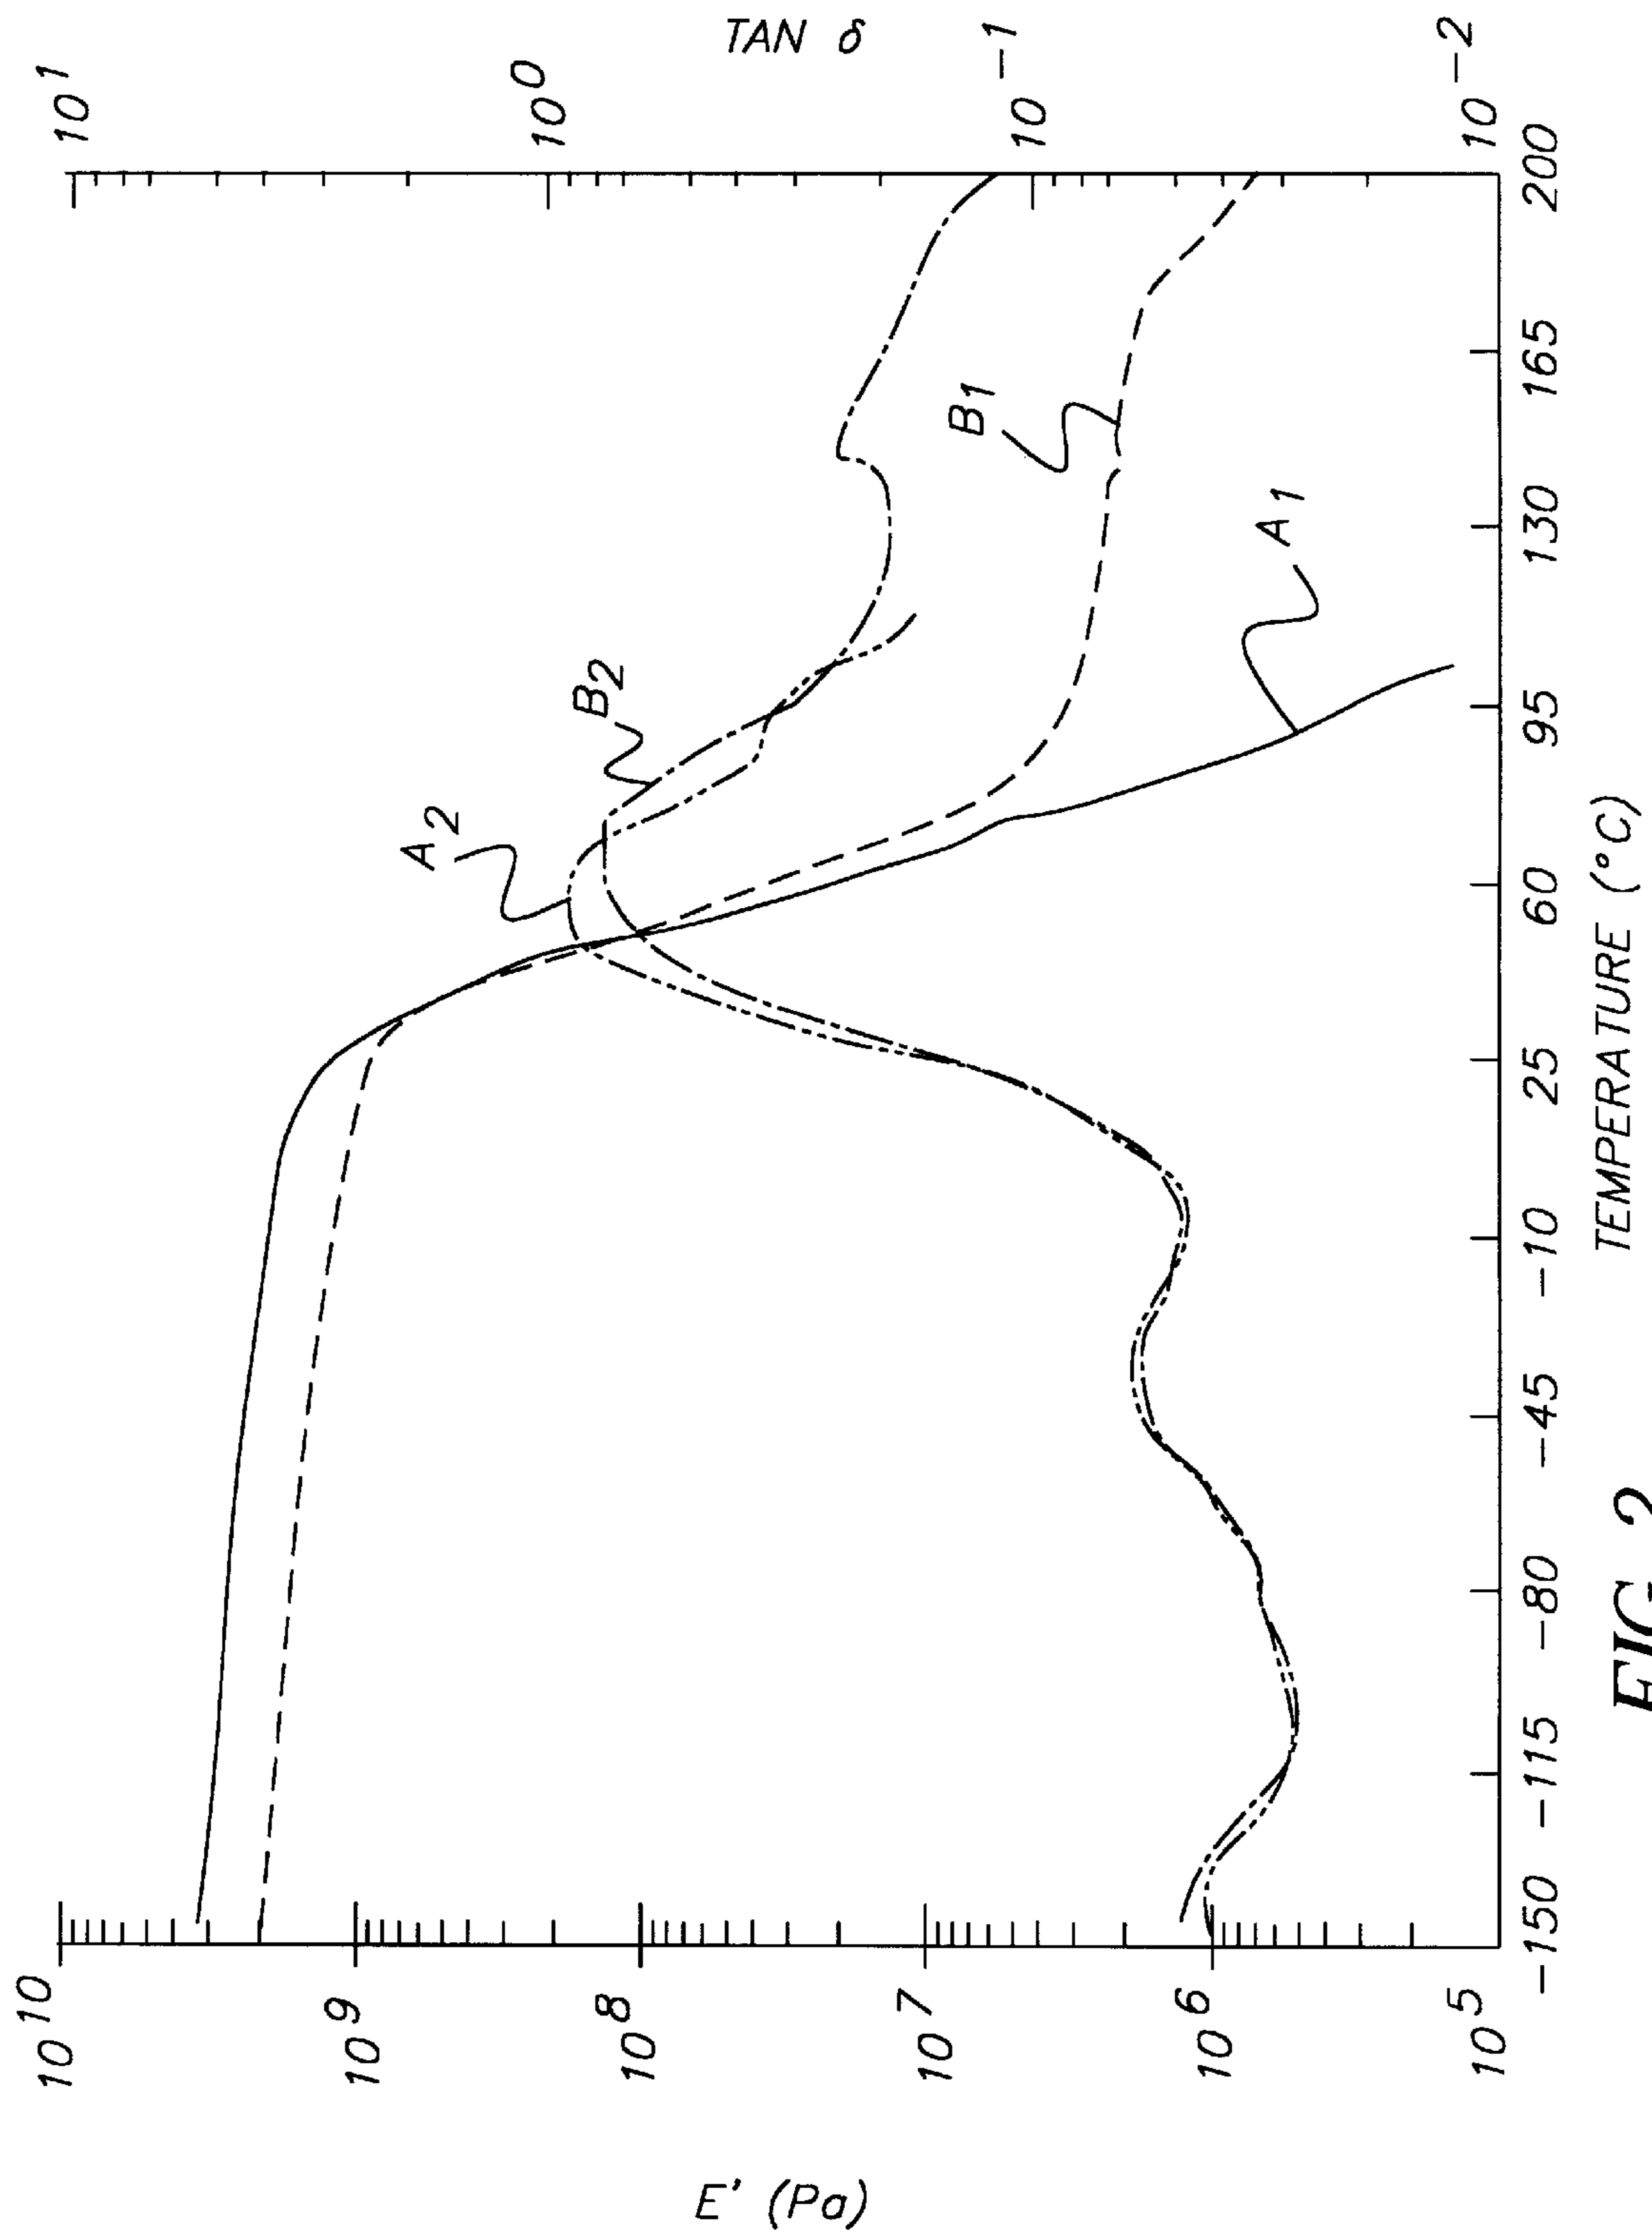 E' (Pa)
10 10
10 9
10 8
10 7
10 6
10 5
TAN δ
10 1
10 0
10 -1
10 -2
A2
B2
B1
A1
-150 -115 -80 -45 -10 25 60 95 130 165 200
TEMPERATURE (°C)